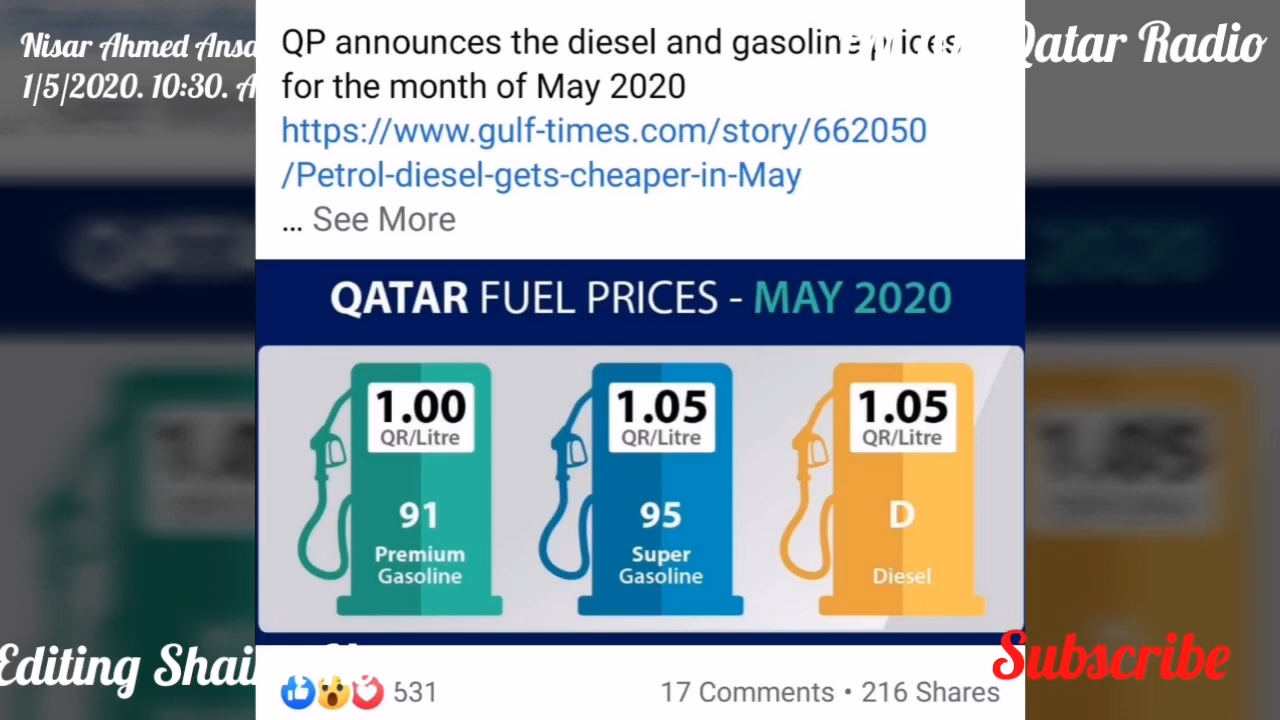 Nisar Ahmed Ansa
1/5/2020. 10:30. A
Qatar Radio
QP announces the diesel and gasoline prices
for the month of May 2020
https://www.gulf-times.com/story/662050
/Petrol-diesel-gets-cheaper-in-May
... See More
QATAR FUEL PRICES - MAY 2020
1.00
QR/Litre
91
Premium
Gasoline
1.05
QR/Litre
95
Super
Gasoline
1.05
QR/Litre
D
Diesel
Editing Shai
Subscribe
531
17 Comments • 216 Shares